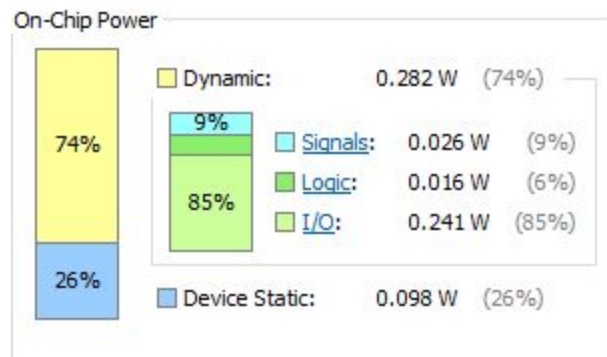 On-Chip Power
74%
26%
Dynamic: 0.282 W (74%)
9%
85%
Signals: 0.026 W (9%)
Logic: 0.016 W (6%)
I/O: 0.241 W (85%)
Device Static: 0.098 W (26%)